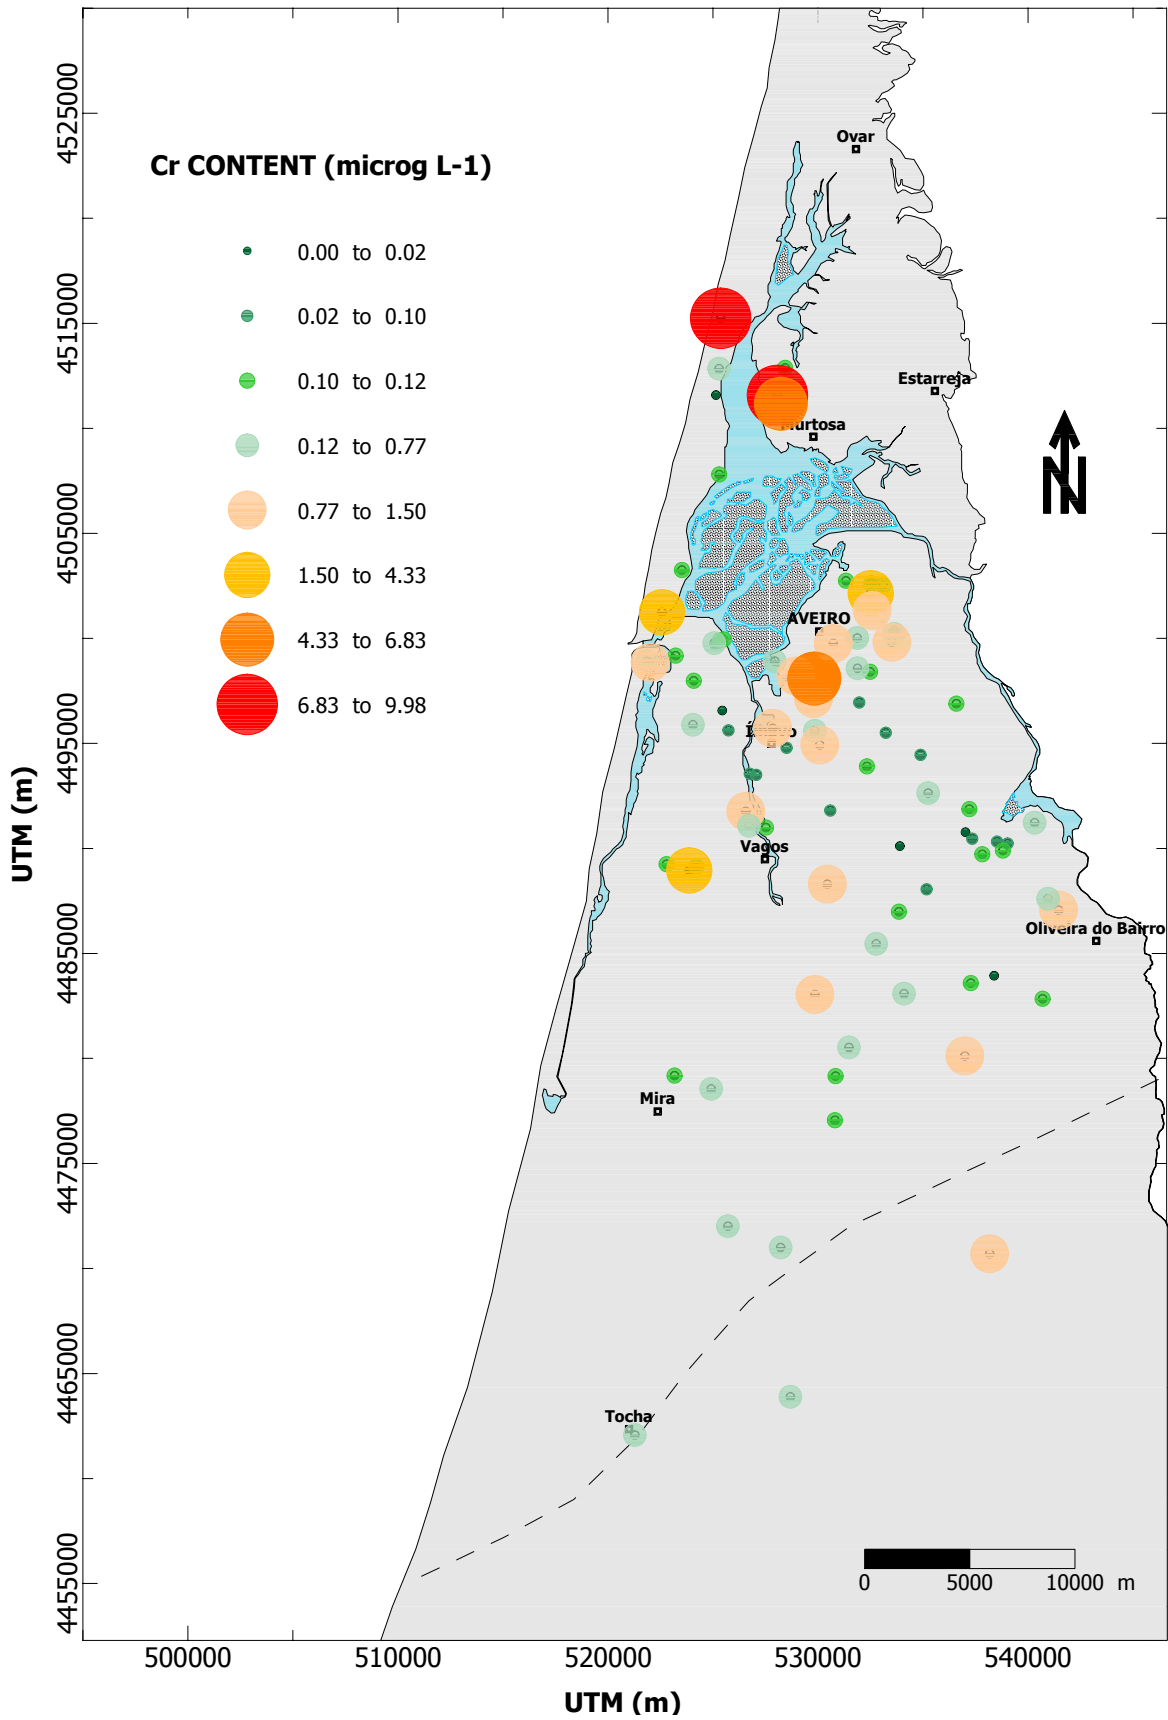 Cr CONTENT (microg L-1)
0.00 to 0.02
0.02 to 0.10
0.10 to 0.12
0.12 to 0.77
0.77 to 1.50
1.50 to 4.33
4.33 to 6.83
6.83 to 9.98
Ovar
Estarreja
N
AVEIRO
Vagos
Oliveira do Bairro
Mira
Tocha
0 5000 10000 m
4525000
4515000
4505000
4495000
4485000
4475000
4465000
4455000
UTM (m)
500000 510000 520000 530000 540000
UTM (m)